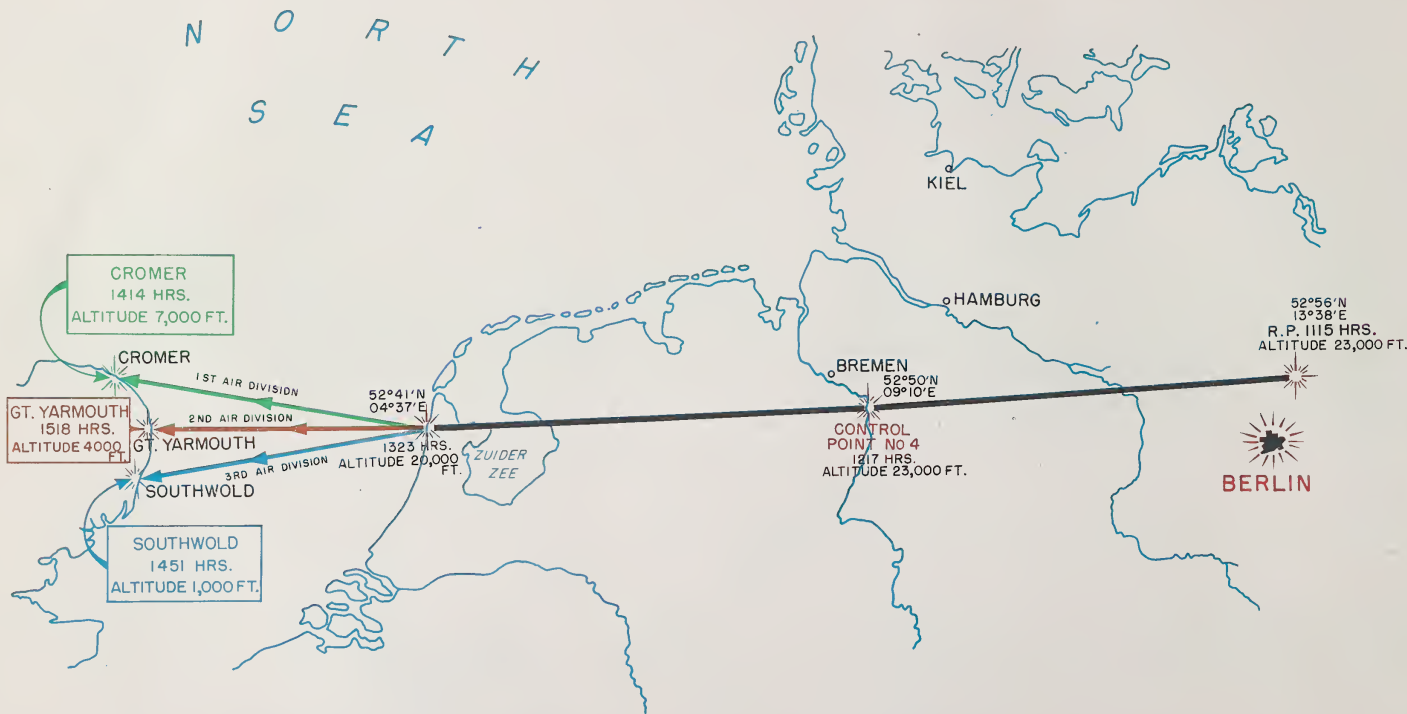 NORTH
SEA
KIEL
HAMBURG
CROMER
1414 HRS.
ALTITUDE 7,000 FT.
52°56'N
13°38'E
R.P. 1115 HRS.
ALTITUDE 23,000 FT.
CROMER
1ST AIR DIVISION
BREMEN
52°50'N
09°10'E
52°41'N
04°37'E
GT. YARMOUTH
1518 HRS.
ALTITUDE 4000
FT.
2ND AIR DIVISION
GT. YARMOUTH
CONTROL
POINT NO 4
1217 HRS.
ALTITUDE 23,000 FT.
1323 HRS.
ALTITUDE 20,000
FT.
ZUIDER
ZEE
3RD AIR DIVISION
SOUTHWOLD
BERLIN
SOUTHWOLD
1451 HRS.
ALTITUDE 1,000 FT.